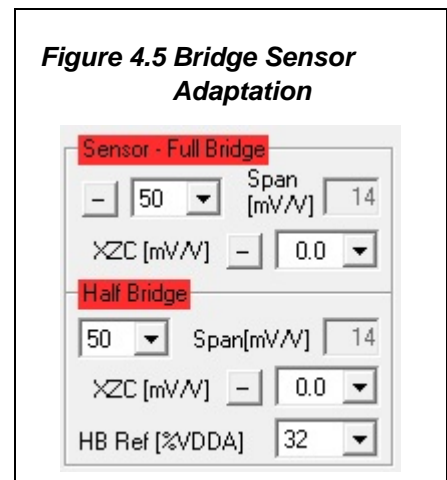 Figure 4.5 Bridge Sensor
Adaptation
Sensor - Full Bridge
- 50 Span [mV/V] 14
XZC [mV/V] - 0.0
Half Bridge
50 Span[mV/V] 14
XZC [mV/V] - 0.0
HB Ref [%VDDA] 32